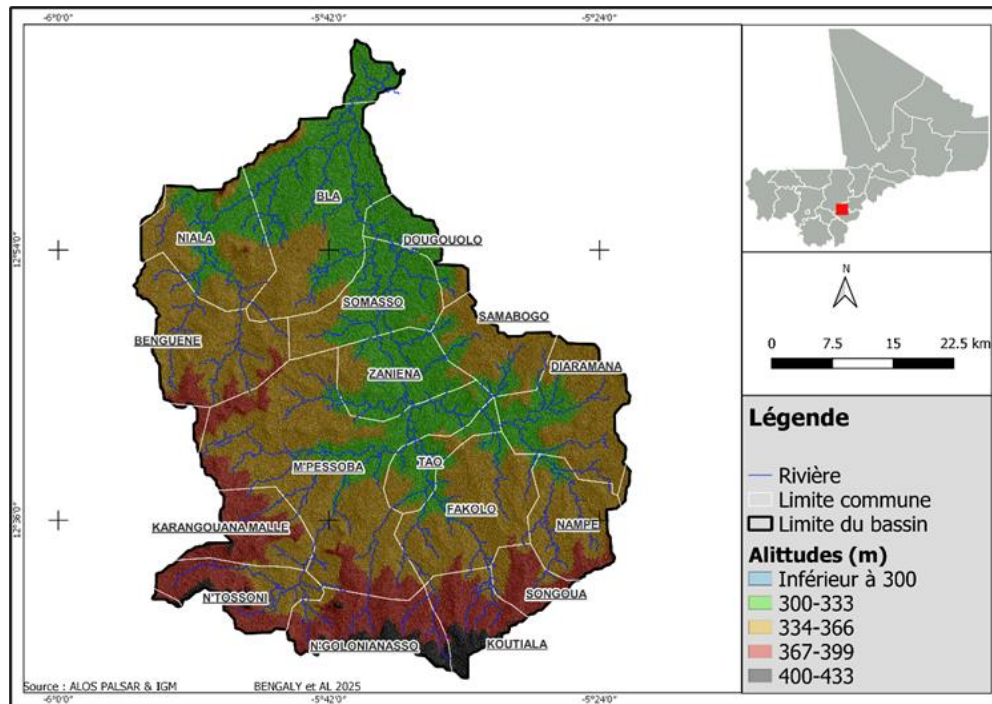 -6°0'0"
-5°42'0"
-5°24'0"
BLA
NIALA
DOUGOUOLO
12°54'0"
SOMASSO
SAMABOGO
BENGUENE
DIARAMANA
ZANIENA
M'PESSOBA
TAO
FAKOLO
12°36'0"
KARANGOUANA MALLE
NAMPE
N'TOSSONI
SONGOUA
N'GOLONIANASSO
KOUTIALA
Source : ALOS PALSAR & IGM
BENGALY et AL 2025
-6°0'0"
-5°42'0"
-5°24'0"
N
0 7.5 15 22.5 km
Légende
Rivière
Limite commune
Limite du bassin
Alittudes (m)
Inférieur à 300
300-333
334-366
367-399
400-433